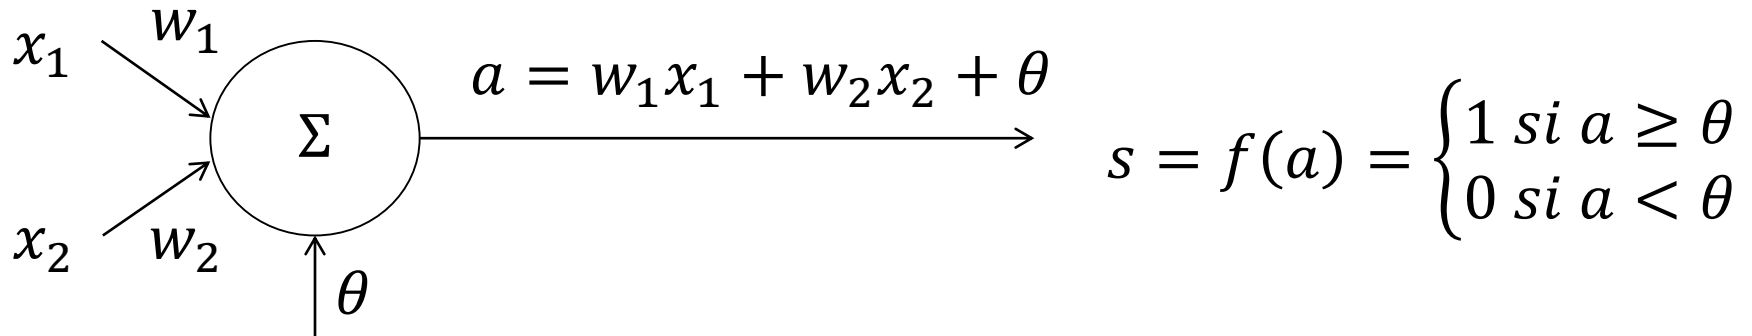 x₁
w₁
Σ
x₂
w₂
θ
a = w₁x₁ + w₂x₂ + θ
s = f(a) = {1 si a ≥ θ
0 si a < θ